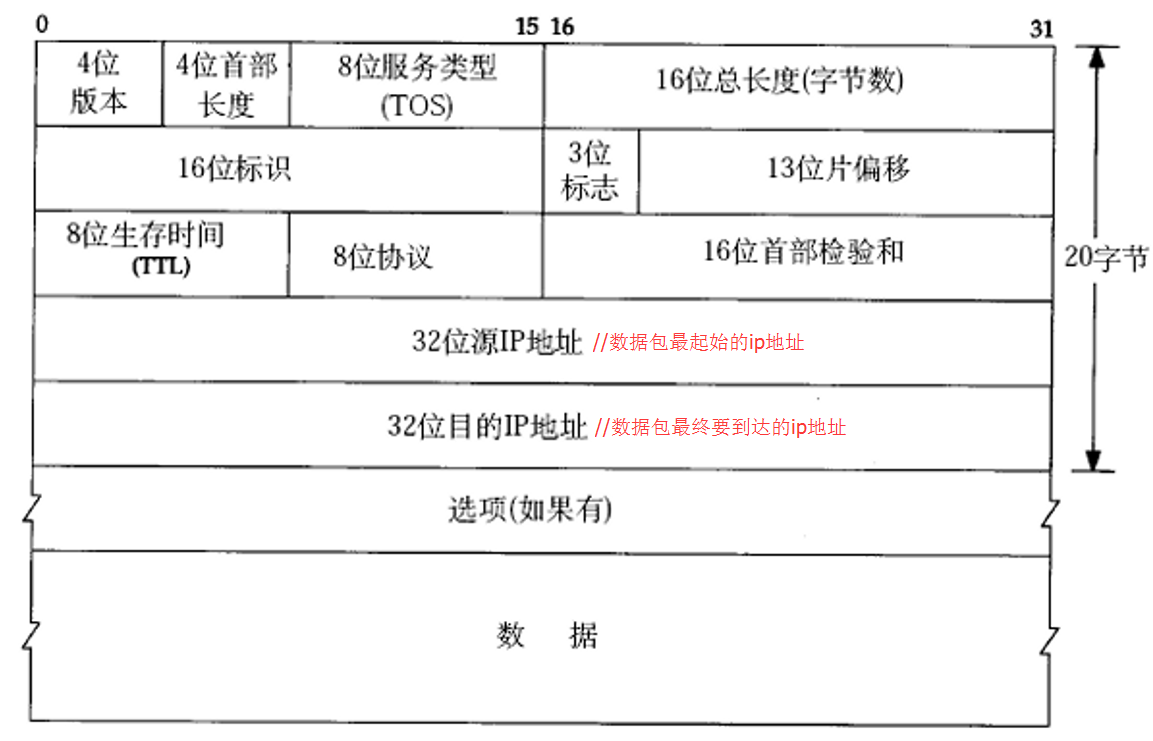 0 15 16 31
4位
版本
4位首部
长度
8位服务类型
(TOS)
16位总长度(字节数)
16位标识
3位
标志
13位片偏移
8位生存时间
(TTL)
8位协议
16位首部检验和
20字节
32位源IP地址 //数据包最起始的ip地址
32位目的IP地址 //数据包最终要到达的ip地址
选项(如果有)
数 据